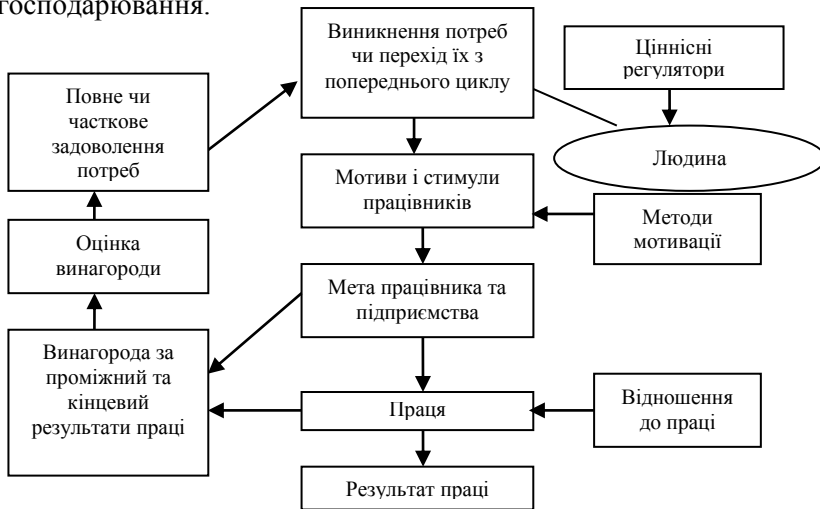 господарювання.
Виникнення потреб
чи перехід їх з
попереднього циклу
Ціннісні
регулятори
Повне чи
часткове
задоволення
потреб
Людина
Мотиви і стимули
працівників
Методи
мотивації
Оцінка
винагороди
Мета працівника та
підприємства
Винагорода за
проміжний та
кінцевий
результати праці
Праця
Відношення
до праці
Результат праці